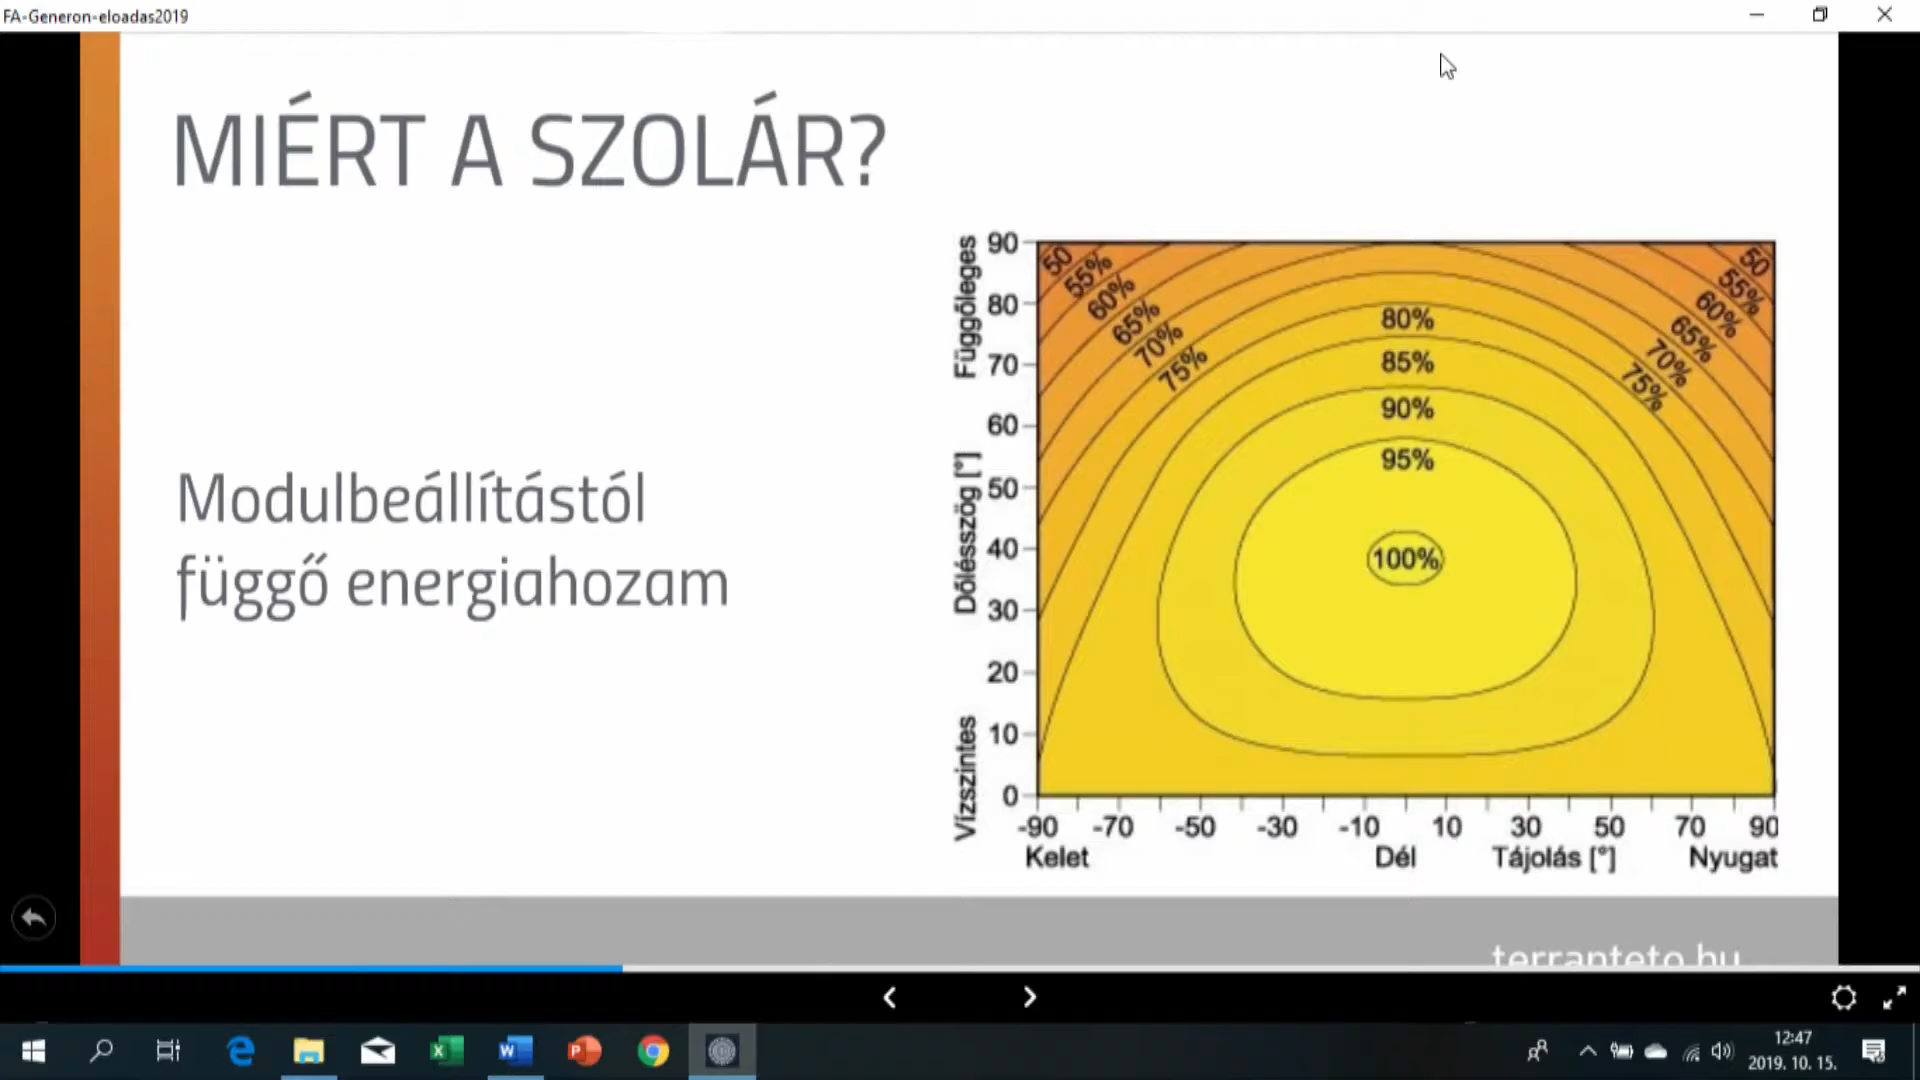 FA-Generon-eloadas2019
MIÉRT A SZOLÁR?
Modulbeállítástól
függő energiahozam
Függőleges
Dőlésszög [°]
Vízszintes
90
80
70
60
50
40
30
20
10
0
50
55%
60%
65%
70%
75%
80%
85%
90%
95%
100%
50
55%
60%
65%
70%
75%
-90 -70 -50 -30 -10 10 30 50 70 90
Kelet Dél Tájolás [°] Nyugat
terranteto.hu
12:47
2019. 10. 15.